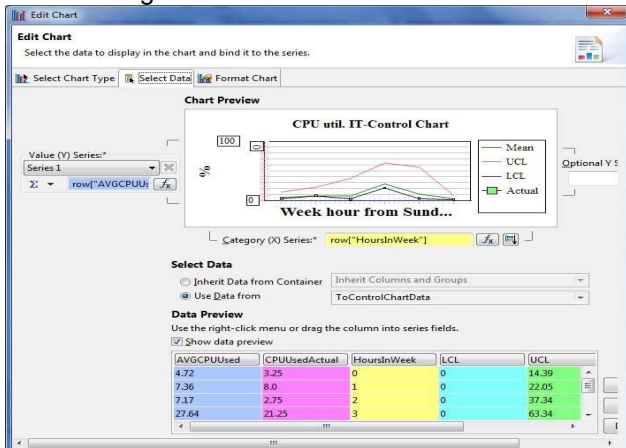 Edit Chart
Edit Chart
Select the data to display in the chart and bind it to the series.
Select Chart Type Select Data Format Chart
Chart Preview
CPU util. IT-Control Chart
100
%
0
Mean
UCL
LCL
Actual
Week hour from Sund...
Value (Y) Series:*
Series 1
Σ row["AVGCPUU: fx
Optional Y S
Category (X) Series:* row["HoursInWeek"] fx
Select Data
Inherit Data from Container Inherit Columns and Groups
Use Data from ToControlChartData
Data Preview
Use the right-click menu or drag the column into series fields.
Show data preview
AVGCPUUsed CPUUsedActual HoursInWeek LCL UCL
4.72 3.25 0 0 14.39
7.36 8.0 1 0 22.05
7.17 2.75 2 0 37.34
27.64 21.25 3 0 63.34